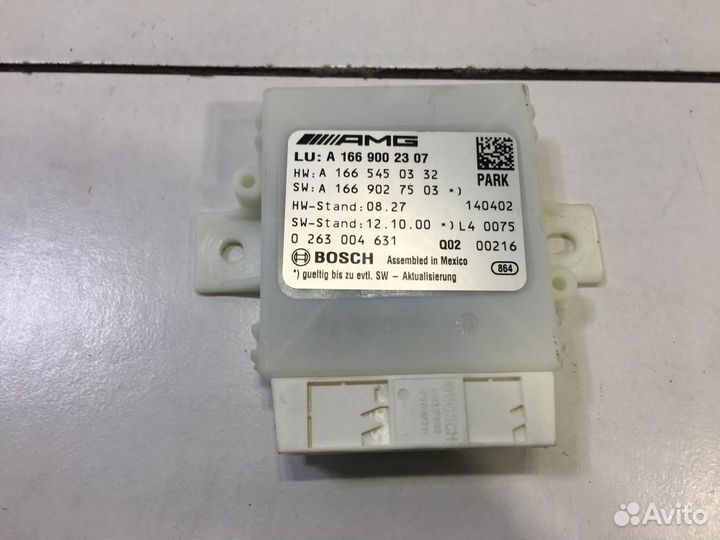 AMG
LU: A 166 900 23 07
HW: A 166 545 03 32
SW: A 166 902 75 03 *)
PARK
HW-Stand: 08.27 140402
SW-Stand: 12.10.00 *) L4 0075
0 263 004 631 Q02 00216
BOSCH Assembled in Mexico
*) gueltig bis zu evtl. SW - Aktualisierung
864
BOSCH
Avito